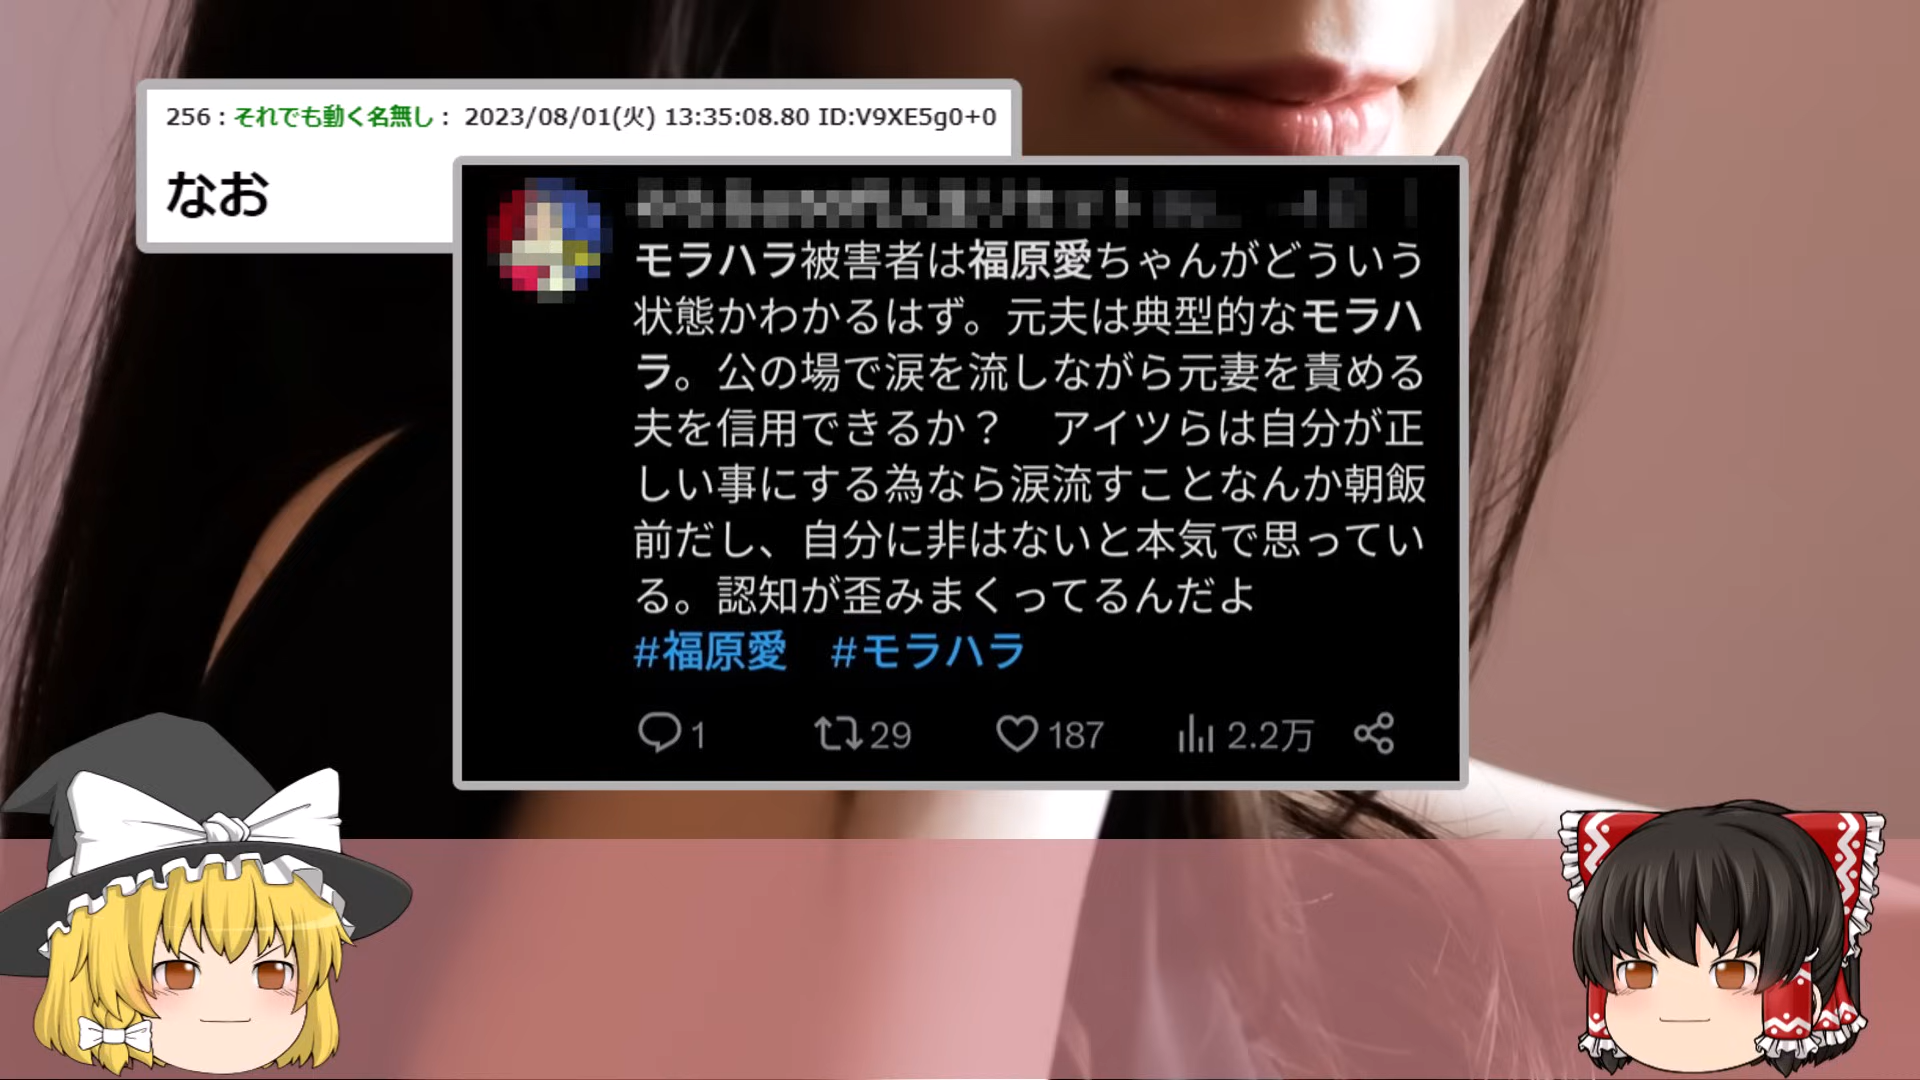 256：それでも動く名無し： 2023/08/01(火) 13:35:08.80 ID:V9XE5g0+0
なお
モラハラ被害者は福原愛ちゃんがどういう
状態かわかるはず。元夫は典型的なモラハ
ラ。公の場で涙を流しながら元妻を責める
夫を信用できるか？　アイツらは自分が正
しい事にする為なら涙流すことなんか朝飯
前だし、自分に非はないと本気で思ってい
る。認知が歪みまくってるんだよ
#福原愛　#モラハラ
1 29 187 2.2万